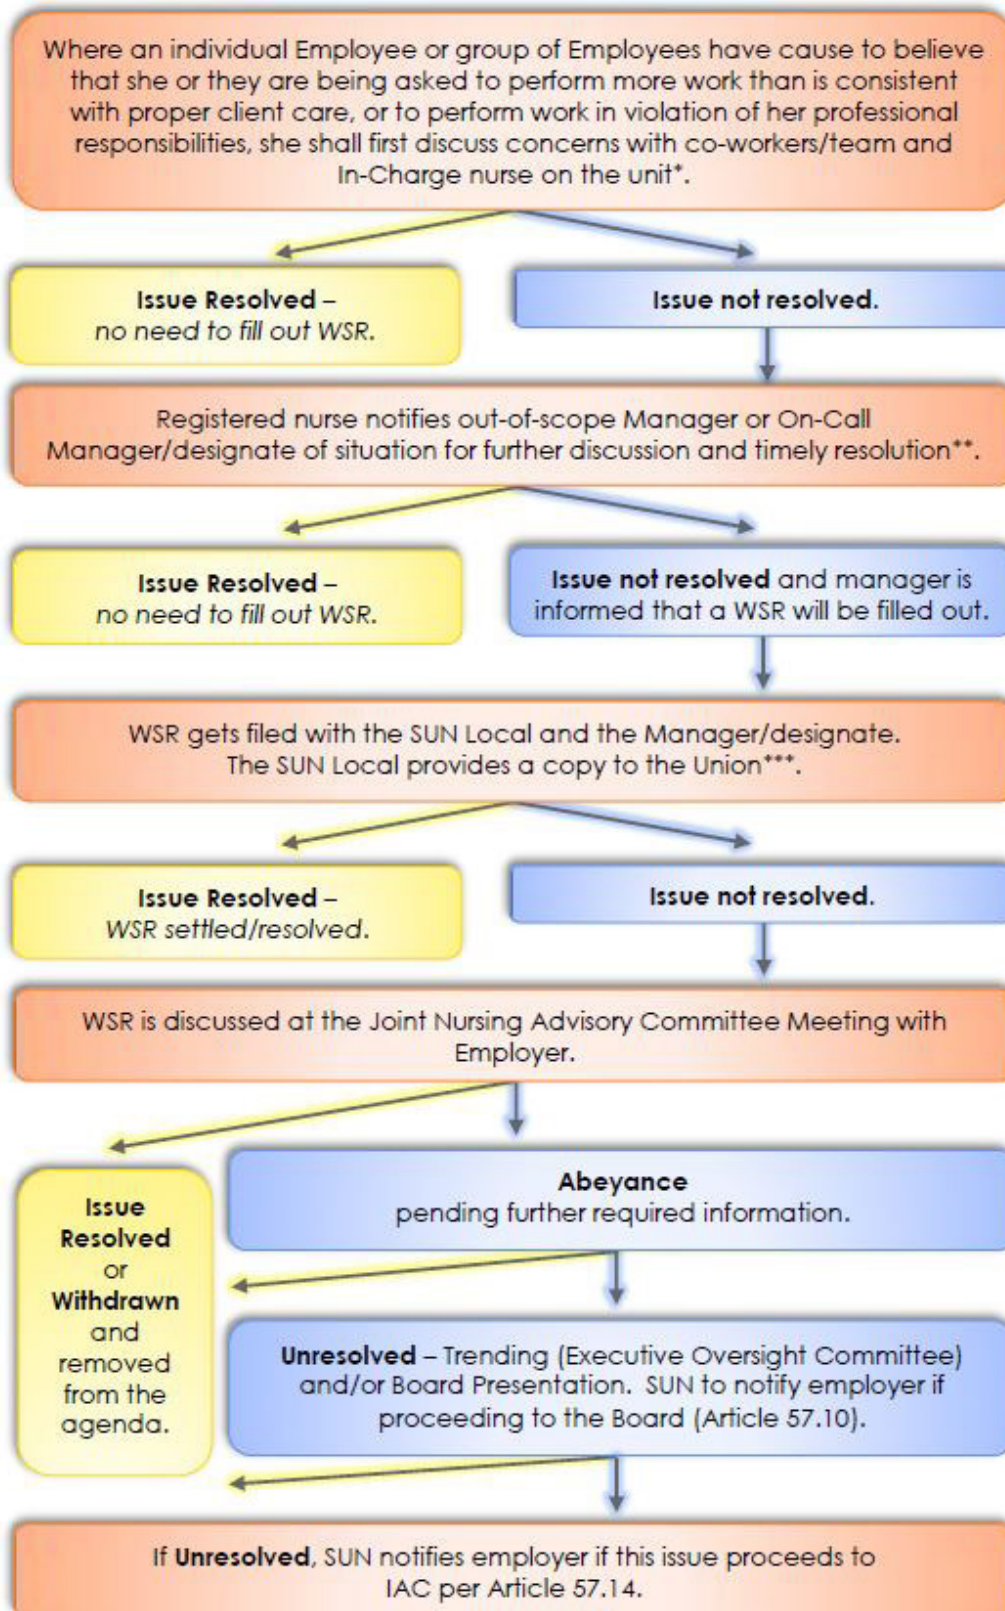 Where an individual Employee or group of Employees have cause to believe
that she or they are being asked to perform more work than is consistent
with proper client care, or to perform work in violation of her professional
responsibilities, she shall first discuss concerns with co-workers/team and
In-Charge nurse on the unit*.
Issue Resolved –
no need to fill out WSR.
Issue not resolved.
Registered nurse notifies out-of-scope Manager or On-Call
Manager/designate of situation for further discussion and timely resolution**.
Issue Resolved –
no need to fill out WSR.
Issue not resolved and manager is
informed that a WSR will be filled out.
WSR gets filed with the SUN Local and the Manager/designate.
The SUN Local provides a copy to the Union***.
Issue Resolved –
WSR settled/resolved.
Issue not resolved.
WSR is discussed at the Joint Nursing Advisory Committee Meeting with
Employer.
Issue
Resolved
or
Withdrawn
and
removed
from the
agenda.
Abeyance
pending further required information.
Unresolved – Trending (Executive Oversight Committee)
and/or Board Presentation. SUN to notify employer if
proceeding to the Board (Article 57.10).
If Unresolved, SUN notifies employer if this issue proceeds to
IAC per Article 57.14.